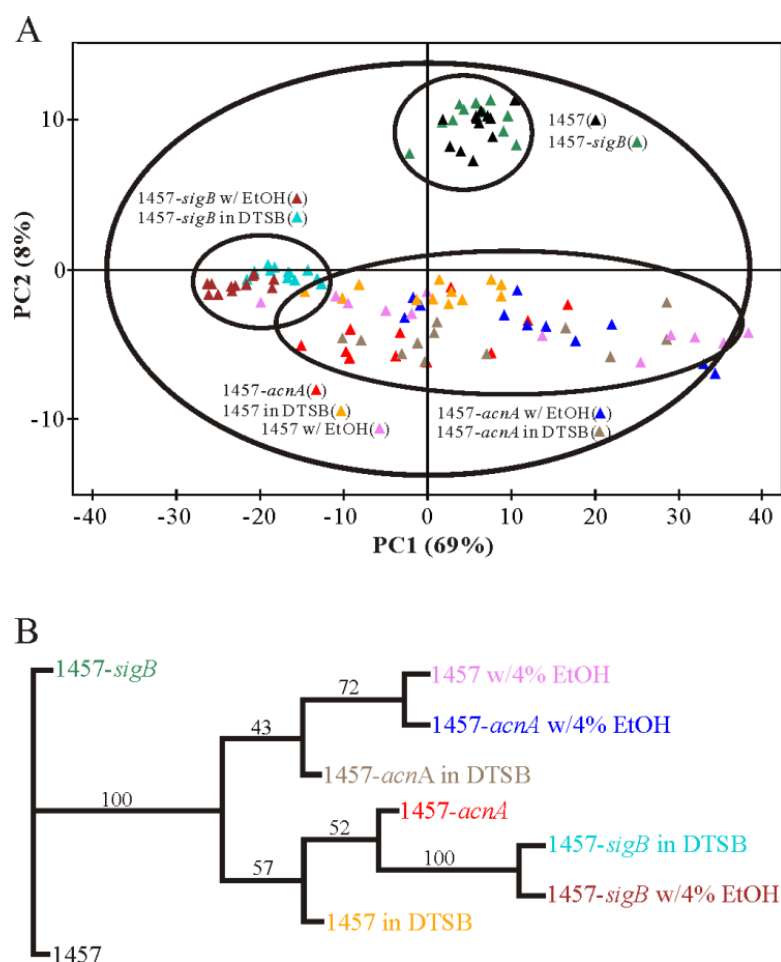 A
1457(▲)
1457-sigB(▲)
1457-sigB w/ EtOH(▲)
1457-sigB in DTSB(▲)
1457-acnA(▲)
1457 in DTSB(▲)
1457 w/ EtOH(▲)
1457-acnA w/ EtOH(▲)
1457-acnA in DTSB(▲)
PC2 (8%)
10
0
-10
-40 -30 -20 -10 0 10 20 30 40
PC1 (69%)
B
1457-sigB
72
1457 w/4% EtOH
43
1457-acnA w/4% EtOH
1457-acnA in DTSB
100
1457-acnA
52
100
1457-sigB in DTSB
57
1457-sigB w/4% EtOH
1457 in DTSB
1457